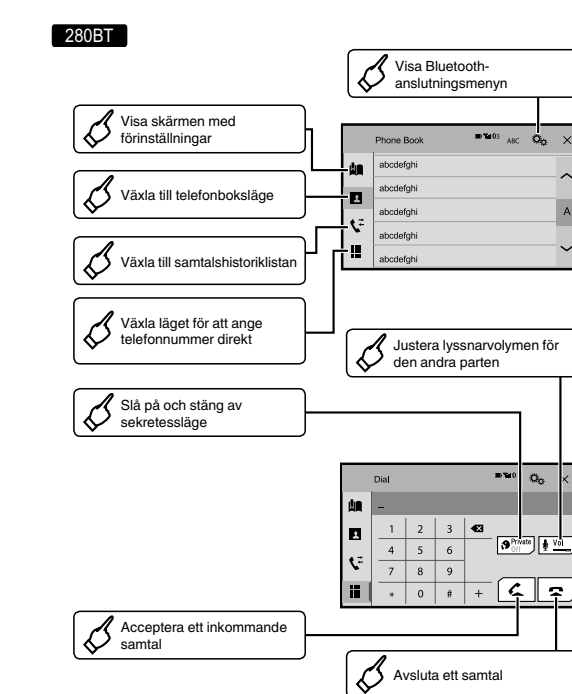 280BT
Visa Bluetooth-
anslutningsmenyn
Visa skärmen med
förinställningar
Växla till telefonboksläge
Växla till samtalshistoriklistan
Växla läget för att ange
telefonnummer direkt
Phone Book
03
ABC
abcdefghi
abcdefghi
abcdefghi
abcdefghi
abcdefghi
A
Justera lyssnarvolymen för
den andra parten
Slå på och stäng av
sekretessläge
Dial
0
_
1 2 3
4 5 6
7 8 9
* 0 # +
Private
Off
Vol
Acceptera ett inkommande
samtal
Avsluta ett samtal